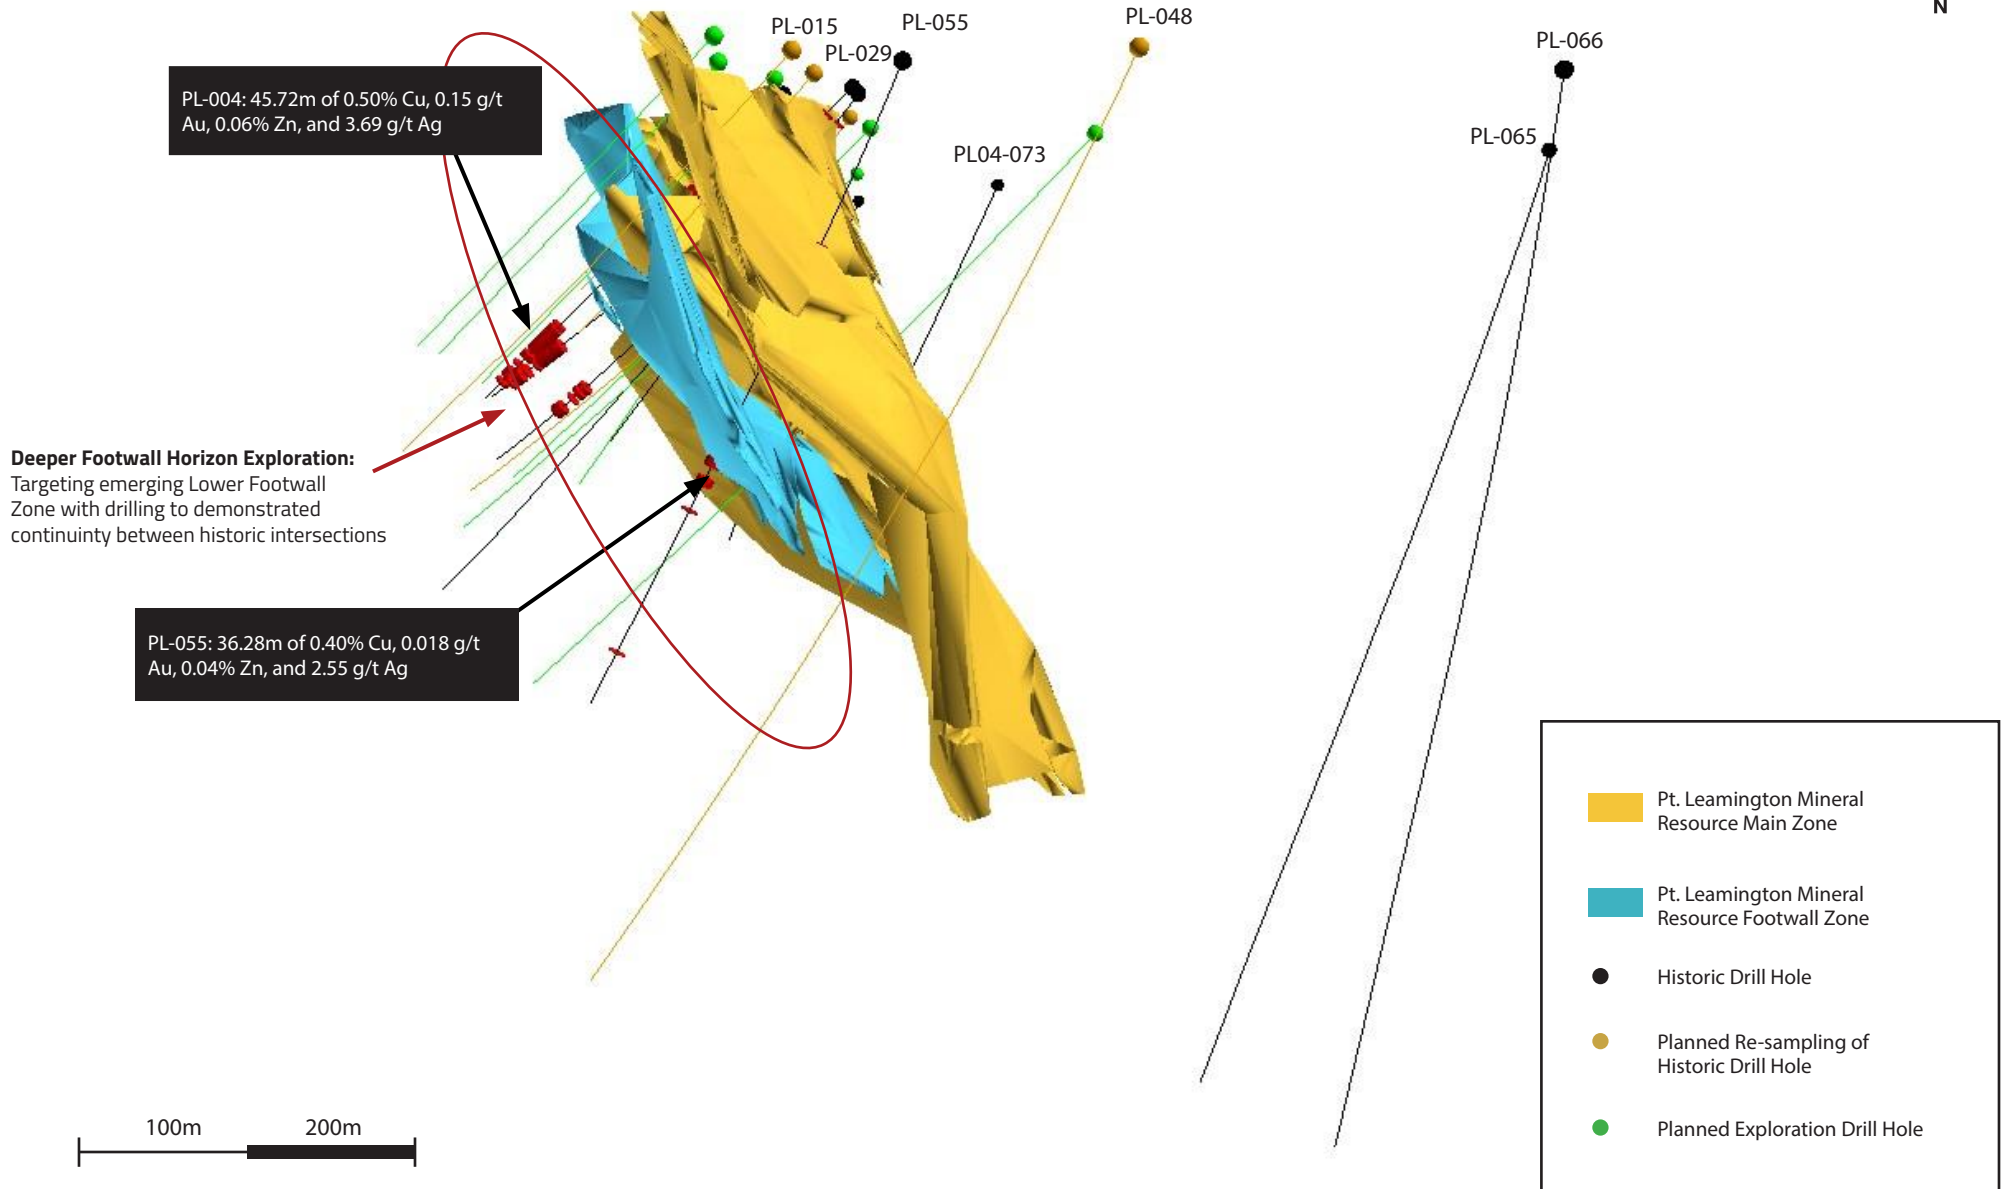 N
PL-015
PL-055
PL-048
PL-029
PL-066
PL-065
PL04-073
PL-004: 45.72m of 0.50% Cu, 0.15 g/t
Au, 0.06% Zn, and 3.69 g/t Ag
Deeper Footwall Horizon Exploration:
Targeting emerging Lower Footwall
Zone with drilling to demonstrated
continuinty between historic intersections
PL-055: 36.28m of 0.40% Cu, 0.018 g/t
Au, 0.04% Zn, and 2.55 g/t Ag
Pt. Leamington Mineral
Resource Main Zone
Pt. Leamington Mineral
Resource Footwall Zone
Historic Drill Hole
Planned Re-sampling of
Historic Drill Hole
Planned Exploration Drill Hole
100m 200m